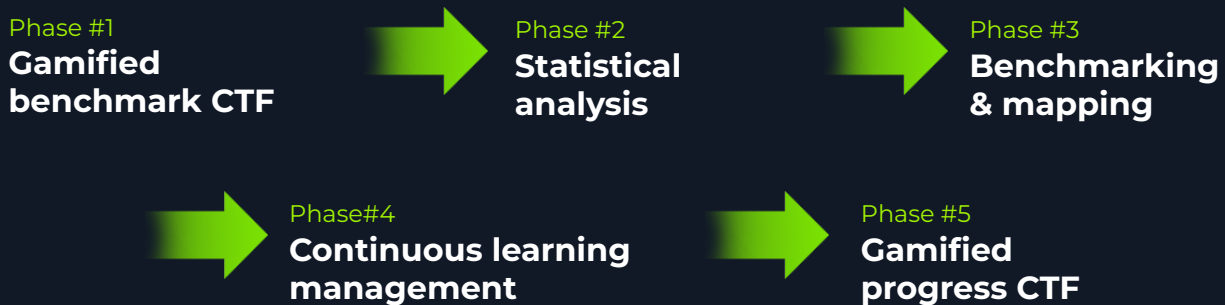 Phase #1
Gamified
benchmark CTF
Phase #2
Statistical
analysis
Phase #3
Benchmarking
& mapping
Phase#4
Continuous learning
management
Phase #5
Gamified
progress CTF